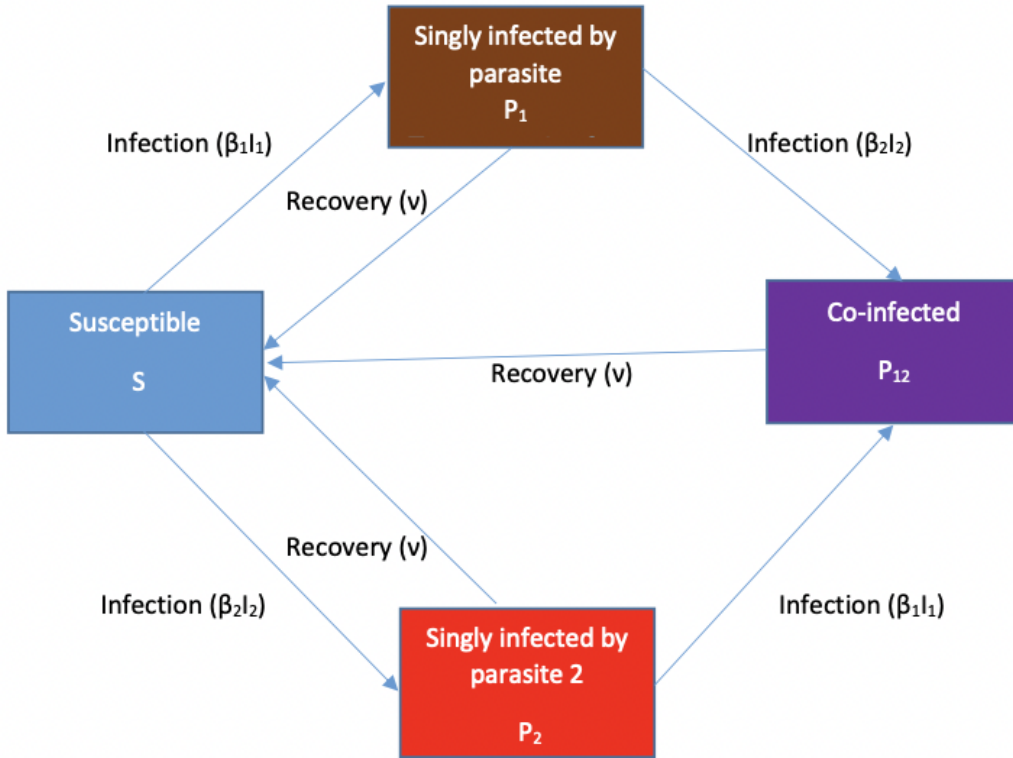 Singly infected by
parasite
P₁
Infection (β₁I₁)
Infection (β₂I₂)
Recovery (ν)
Susceptible
S
Co-infected
P₁₂
Recovery (ν)
Recovery (ν)
Infection (β₂I₂)
Infection (β₁I₁)
Singly infected by
parasite 2
P₂